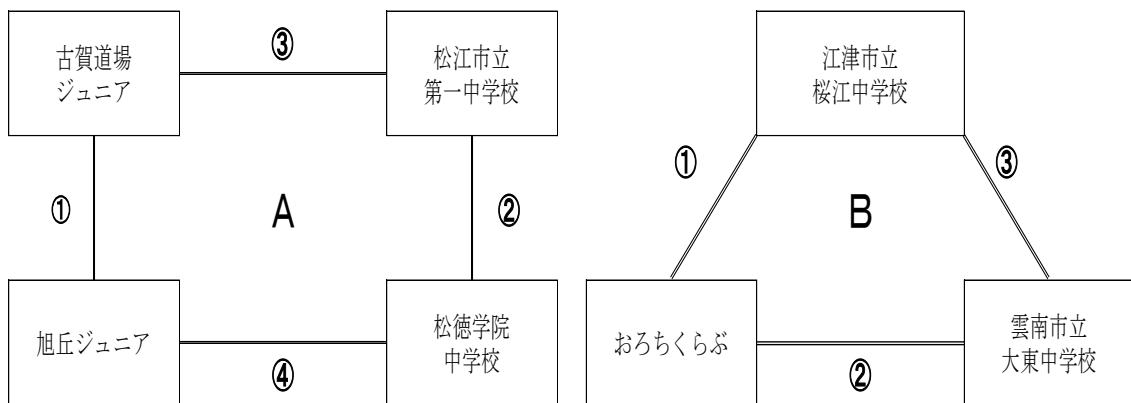 古賀道場
ジュニア
③
松江市立
第一中学校
江津市立
桜江中学校
①
A
②
①
B
③
旭丘ジュニア
④
松徳学院
中学校
おろちくらぶ
②
雲南市立
大東中学校